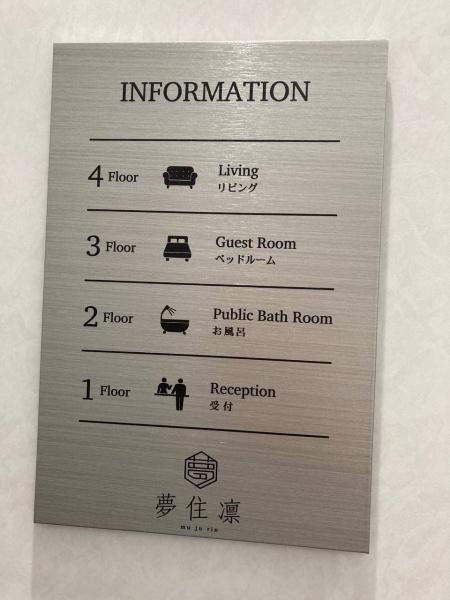 INFORMATION
4 Floor
Living
リビング
3 Floor
Guest Room
ベッドルーム
2 Floor
Public Bath Room
お風呂
1 Floor
Reception
受付
夢
夢住凛
mu ju rin